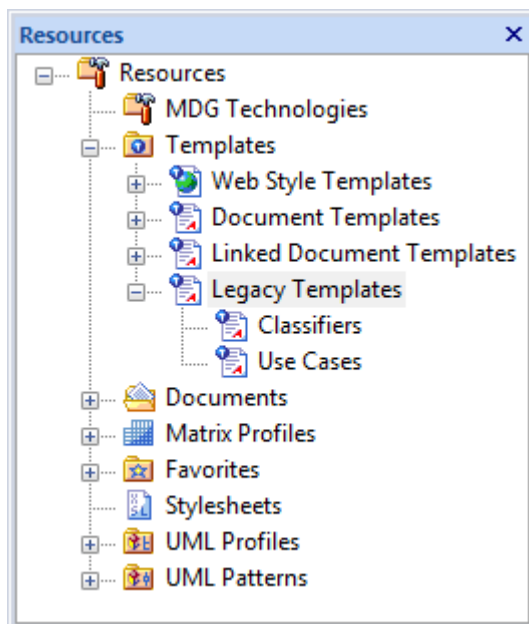 Resources
Resources
MDG Technologies
Templates
Web Style Templates
Document Templates
Linked Document Templates
Legacy Templates
Classifiers
Use Cases
Documents
Matrix Profiles
Favorites
Stylesheets
UML Profiles
UML Patterns